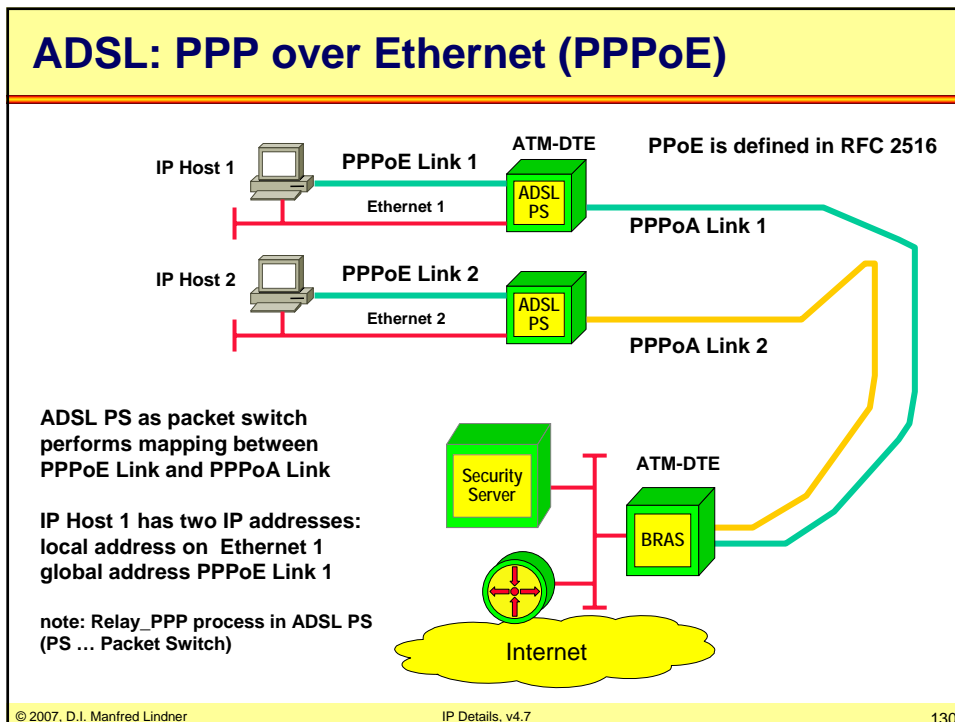 ADSL: PPP over Ethernet (PPPoE)
ATM-DTE
PPoE is defined in RFC 2516
IP Host 1
PPPoE Link 1
ADSL
PS
Ethernet 1
PPPoA Link 1
IP Host 2
PPPoE Link 2
ADSL
PS
Ethernet 2
PPPoA Link 2
ADSL PS as packet switch
performs mapping between
PPPoE Link and PPPoA Link
IP Host 1 has two IP addresses:
local address on Ethernet 1
global address PPPoE Link 1
note: Relay_PPP process in ADSL PS
(PS ... Packet Switch)
Security
Server
ATM-DTE
BRAS
Internet
© 2007, D.I. Manfred Lindner
IP Details, v4.7
130